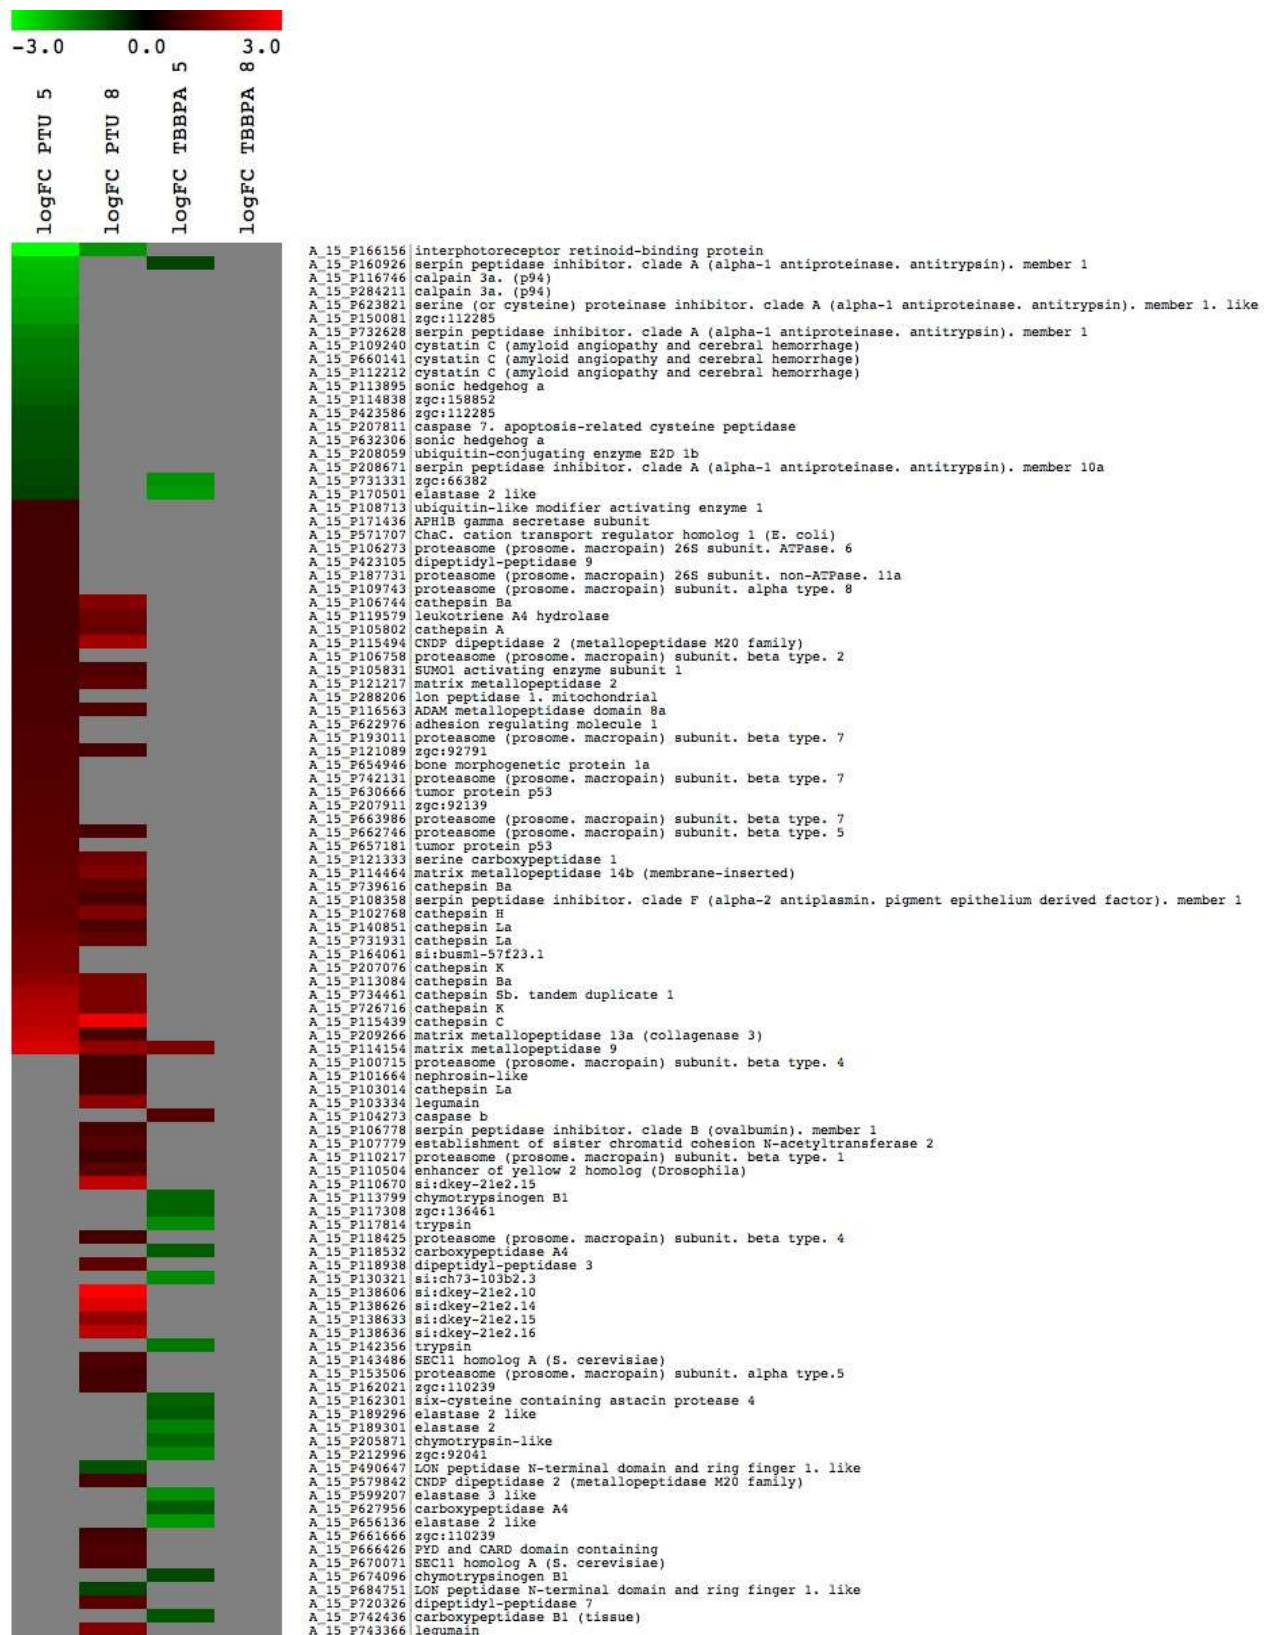 -3.0 0.0 3.0
logFC PTU 5
logFC PTU 8
logFC TBBPA 5
logFC TBBPA 8
A_15_P166156 interphotoreceptor retinoid-binding protein
A_15_P160926 serpin peptidase inhibitor. clade A (alpha-1 antiproteinase. antitrypsin). member 1
A_15_P116746 calpain 3a. (p94)
A_15_P284211 calpain 3a. (p94)
A_15_P623821 serine (or cysteine) proteinase inhibitor. clade A (alpha-1 antiproteinase. antitrypsin). member 1. like
A_15_P150081 zgc:112285
A_15_P732628 serpin peptidase inhibitor. clade A (alpha-1 antiproteinase. antitrypsin). member 1
A_15_P109240 cystatin C (amyloid angiopathy and cerebral hemorrhage)
A_15_P660141 cystatin C (amyloid angiopathy and cerebral hemorrhage)
A_15_P112212 cystatin C (amyloid angiopathy and cerebral hemorrhage)
A_15_P113895 sonic hedgehog a
A_15_P114838 zgc:158852
A_15_P423586 zgc:112285
A_15_P207811 caspase 7. apoptosis-related cysteine peptidase
A_15_P632306 sonic hedgehog a
A_15_P208059 ubiquitin-conjugating enzyme E2D 1b
A_15_P208671 serpin peptidase inhibitor. clade A (alpha-1 antiproteinase. antitrypsin). member 10a
A_15_P731331 zgc:66382
A_15_P170501 elastase 2 like
A_15_P108713 ubiquitin-like modifier activating enzyme 1
A_15_P171436 APH1B gamma secretase subunit
A_15_P571707 ChaC. cation transport regulator homolog 1 (E. coli)
A_15_P106273 proteasome (prosome. macropain) 26S subunit. ATPase. 6
A_15_P423105 dipeptidyl-peptidase 9
A_15_P187731 proteasome (prosome. macropain) 26S subunit. non-ATPase. 11a
A_15_P109743 proteasome (prosome. macropain) subunit. alpha type. 8
A_15_P106744 cathepsin Ba
A_15_P119579 leukotriene A4 hydrolase
A_15_P105802 cathepsin A
A_15_P115494 CNDP dipeptidase 2 (metallopeptidase M20 family)
A_15_P106758 proteasome (prosome. macropain) subunit. beta type. 2
A_15_P105831 SUMO1 activating enzyme subunit 1
A_15_P121217 matrix metallopeptidase 2
A_15_P288206 lon peptidase 1. mitochondrial
A_15_P116563 ADAM metallopeptidase domain 8a
A_15_P622976 adhesion regulating molecule 1
A_15_P193011 proteasome (prosome. macropain) subunit. beta type. 7
A_15_P121089 zgc:92791
A_15_P654946 bone morphogenetic protein 1a
A_15_P742131 proteasome (prosome. macropain) subunit. beta type. 7
A_15_P630666 tumor protein p53
A_15_P207911 zgc:92139
A_15_P663986 proteasome (prosome. macropain) subunit. beta type. 7
A_15_P662746 proteasome (prosome. macropain) subunit. beta type. 5
A_15_P657181 tumor protein p53
A_15_P121333 serine carboxypeptidase 1
A_15_P114464 matrix metallopeptidase 14b (membrane-inserted)
A_15_P739616 cathepsin Ba
A_15_P108358 serpin peptidase inhibitor. clade F (alpha-2 antiplasmin. pigment epithelium derived factor). member 1
A_15_P102768 cathepsin H
A_15_P140851 cathepsin La
A_15_P731931 cathepsin La
A_15_P164061 si:busm1-57f23.1
A_15_P207076 cathepsin K
A_15_P113084 cathepsin Ba
A_15_P734461 cathepsin Sb. tandem duplicate 1
A_15_P726716 cathepsin K
A_15_P115439 cathepsin C
A_15_P209266 matrix metallopeptidase 13a (collagenase 3)
A_15_P114154 matrix metallopeptidase 9
A_15_P100715 proteasome (prosome. macropain) subunit. beta type. 4
A_15_P101664 nephrosin-like
A_15_P103014 cathepsin La
A_15_P103334 legumain
A_15_P104273 caspase b
A_15_P106778 serpin peptidase inhibitor. clade B (ovalbumin). member 1
A_15_P107779 establishment of sister chromatid cohesion N-acetyltransferase 2
A_15_P110217 proteasome (prosome. macropain) subunit. beta type. 1
A_15_P110504 enhancer of yellow 2 homolog (Drosophila)
A_15_P110670 si:dkey-21e2.15
A_15_P113799 chymotrypsinogen B1
A_15_P117308 zgc:136461
A_15_P117814 trypsin
A_15_P118425 proteasome (prosome. macropain) subunit. beta type. 4
A_15_P118532 carboxypeptidase A4
A_15_P118938 dipeptidyl-peptidase 3
A_15_P130321 si:ch73-103b2.3
A_15_P138606 si:dkey-21e2.10
A_15_P138626 si:dkey-21e2.14
A_15_P138633 si:dkey-21e2.15
A_15_P138636 si:dkey-21e2.16
A_15_P142356 trypsin
A_15_P143486 SEC11 homolog A (S. cerevisiae)
A_15_P153506 proteasome (prosome. macropain) subunit. alpha type.5
A_15_P162021 zgc:110239
A_15_P162301 six-cysteine containing astacin protease 4
A_15_P189296 elastase 2 like
A_15_P189301 elastase 2
A_15_P205871 chymotrypsin-like
A_15_P212996 zgc:92041
A_15_P490647 LON peptidase N-terminal domain and ring finger 1. like
A_15_P579842 CNDP dipeptidase 2 (metallopeptidase M20 family)
A_15_P599207 elastase 3 like
A_15_P627956 carboxypeptidase A4
A_15_P656136 elastase 2 like
A_15_P661666 zgc:110239
A_15_P666426 PYD and CARD domain containing
A_15_P670071 SEC11 homolog A (S. cerevisiae)
A_15_P674096 chymotrypsinogen B1
A_15_P684751 LON peptidase N-terminal domain and ring finger 1. like
A_15_P720326 dipeptidyl-peptidase 7
A_15_P742436 carboxypeptidase B1 (tissue)
A_15_P743366 legumain